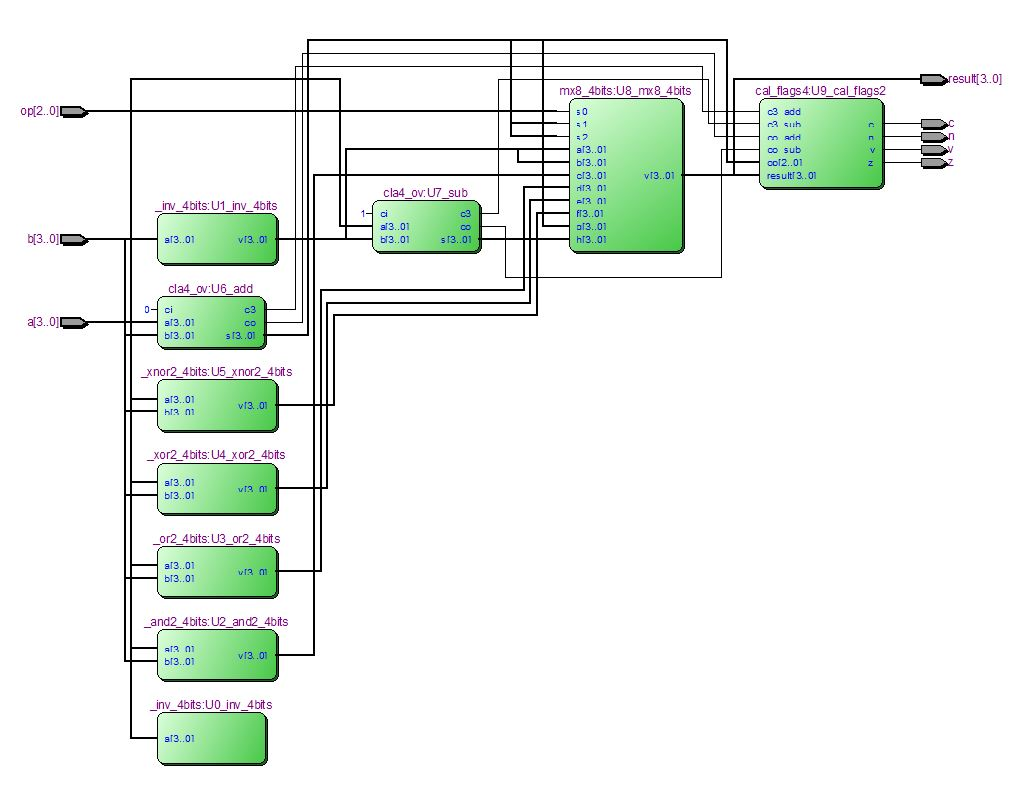 result[3..0]
op[2..0]
mx8_4bits:U8_mx8_4bits
s0
s1
s2
a[3..0]
b[3..0]
c[3..0]
d[3..0]
e[3..0]
f[3..0]
g[3..0]
h[3..0]
y[3..0]
cal_flags4:U9_cal_flags2
c3_add
c3_sub
co_add
co_sub
op[2..0]
result[3..0]
c
n
v
z
c
n
v
z
cla4_ov:U7_sub
1
ci
a[3..0]
b[3..0]
c3
co
s[3..0]
_inv_4bits:U1_inv_4bits
b[3..0]
a[3..0]
y[3..0]
cla4_ov:U6_add
0
ci
a[3..0]
b[3..0]
c3
co
s[3..0]
a[3..0]
_xnor2_4bits:U5_xnor2_4bits
a[3..0]
b[3..0]
y[3..0]
_xor2_4bits:U4_xor2_4bits
a[3..0]
b[3..0]
y[3..0]
_or2_4bits:U3_or2_4bits
a[3..0]
b[3..0]
y[3..0]
_and2_4bits:U2_and2_4bits
a[3..0]
b[3..0]
y[3..0]
_inv_4bits:U0_inv_4bits
a[3..0]